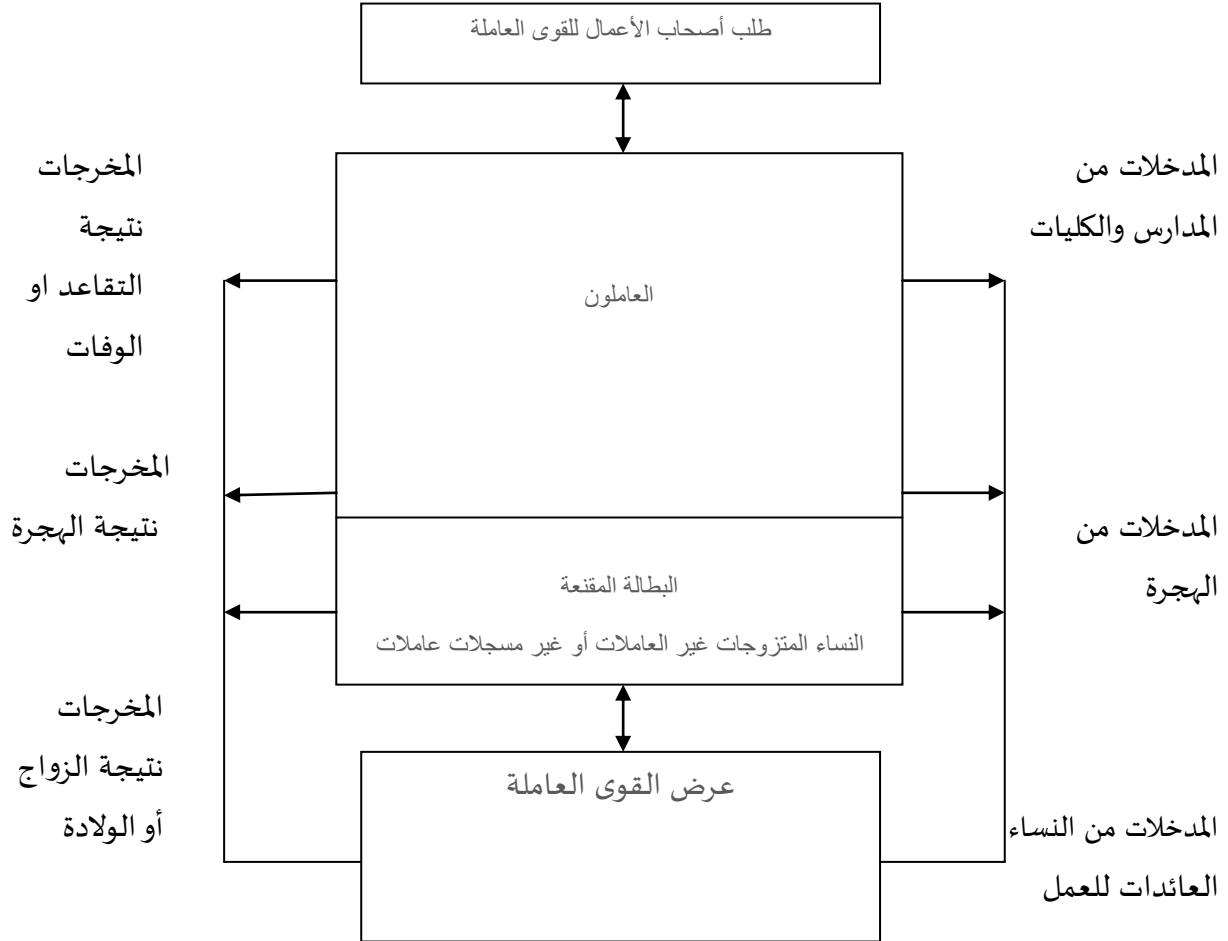 طلب أصحاب الأعمال للقوى العاملة
المدخلات من
المدارس والكليات
المدخلات من
الهجرة
المدخلات من النساء
العائدات للعمل
العاملون
البطالة المقنعة
النساء المتزوجات غير العاملات أو غير مسجلات عاملات
عرض القوى العاملة
المخرجات
نتيجة
التقاعد او
الوفات
المخرجات
نتيجة الهجرة
المخرجات
نتيجة الزواج
أو الولادة